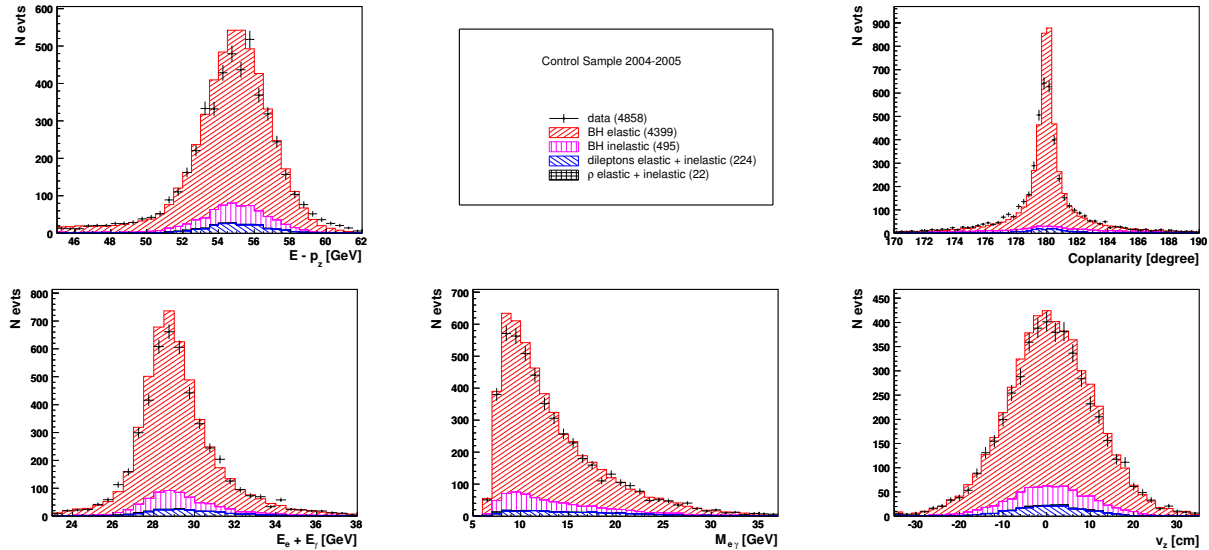 N evts
600
500
400
300
200
100
0
46 48 50 52 54 56 58 60 62
E - p_z [GeV]
Control Sample 2004-2005
data (4858)
BH elastic (4399)
BH inelastic (495)
dileptons elastic + inelastic (224)
ρ elastic + inelastic (22)
N evts
900
800
700
600
500
400
300
200
100
0
170 172 174 176 178 180 182 184 186 188 190
Coplanarity [degree]
N evts
800
700
600
500
400
300
200
100
0
24 26 28 30 32 34 36 38
E_e + E_γ [GeV]
N evts
700
600
500
400
300
200
100
0
5 10 15 20 25 30 35
M_eγ [GeV]
N evts
450
400
350
300
250
200
150
100
50
0
-30 -20 -10 0 10 20 30
v_z [cm]